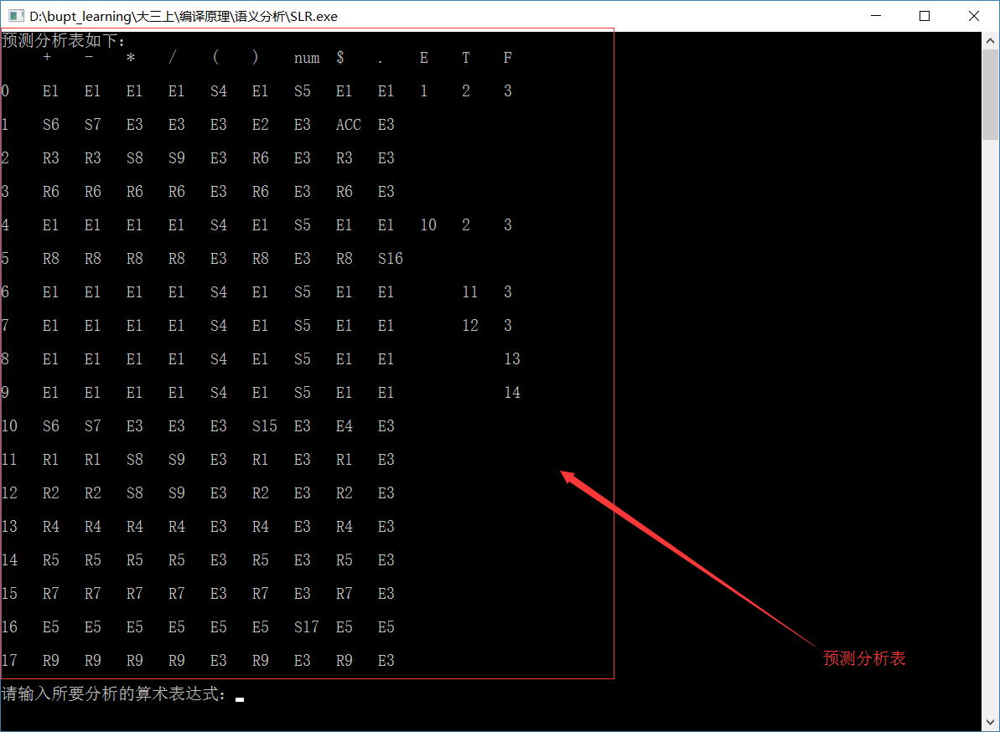 D:\bupt_learning\大三上\编译原理\语义分析\SLR.exe
预测分析表如下:
+ - * / ( ) num $ . E T F
0 E1 E1 E1 E1 S4 E1 S5 E1 E1 1 2 3
1 S6 S7 E3 E3 E3 E2 E3 ACC E3
2 R3 R3 S8 S9 E3 R6 E3 R3 E3
3 R6 R6 R6 R6 E3 R6 E3 R6 E3
4 E1 E1 E1 E1 S4 E1 S5 E1 E1 10 2 3
5 R8 R8 R8 R8 E3 R8 E3 R8 S16
6 E1 E1 E1 E1 S4 E1 S5 E1 E1 11 3
7 E1 E1 E1 E1 S4 E1 S5 E1 E1 12 3
8 E1 E1 E1 E1 S4 E1 S5 E1 E1 13
9 E1 E1 E1 E1 S4 E1 S5 E1 E1 14
10 S6 S7 E3 E3 E3 S15 E3 E4 E3
11 R1 R1 S8 S9 E3 R1 E3 R1 E3
12 R2 R2 S8 S9 E3 R2 E3 R2 E3
13 R4 R4 R4 R4 E3 R4 E3 R4 E3
14 R5 R5 R5 R5 E3 R5 E3 R5 E3
15 R7 R7 R7 R7 E3 R7 E3 R7 E3
16 E5 E5 E5 E5 E5 E5 S17 E5 E5
17 R9 R9 R9 R9 E3 R9 E3 R9 E3
预测分析表
请输入所要分析的算术表达式: